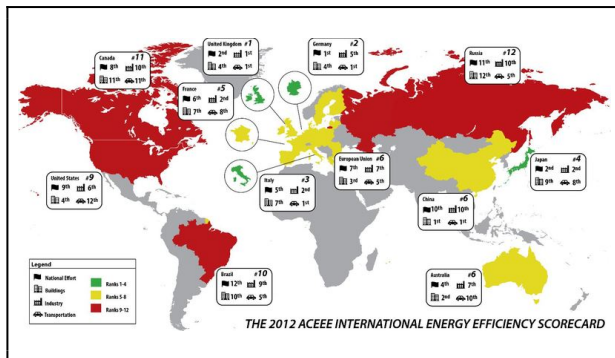 Canada #11
8th 10th
11th 11th
United Kingdom #1
2nd 1st
4th 1st
Germany #2
1st 5th
4th 4th
Russia #12
11th 10th
12th 5th
France #5
6th 2nd
7th 8th
European Union #6
7th 7th
3rd 5th
Japan #4
2nd 2nd
9th 8th
United States #9
9th 6th
4th 12th
Italy #3
5th 2nd
7th 1st
China #6
10th 10th
1st 1st
Brazil #10
12th 9th
10th 5th
Australia #6
4th 7th
2nd 10th
Legend
National Effort
Buildings
Industry
Transportation
Ranks 1-4
Ranks 5-8
Ranks 9-12
THE 2012 ACEEE INTERNATIONAL ENERGY EFFICIENCY SCORECARD